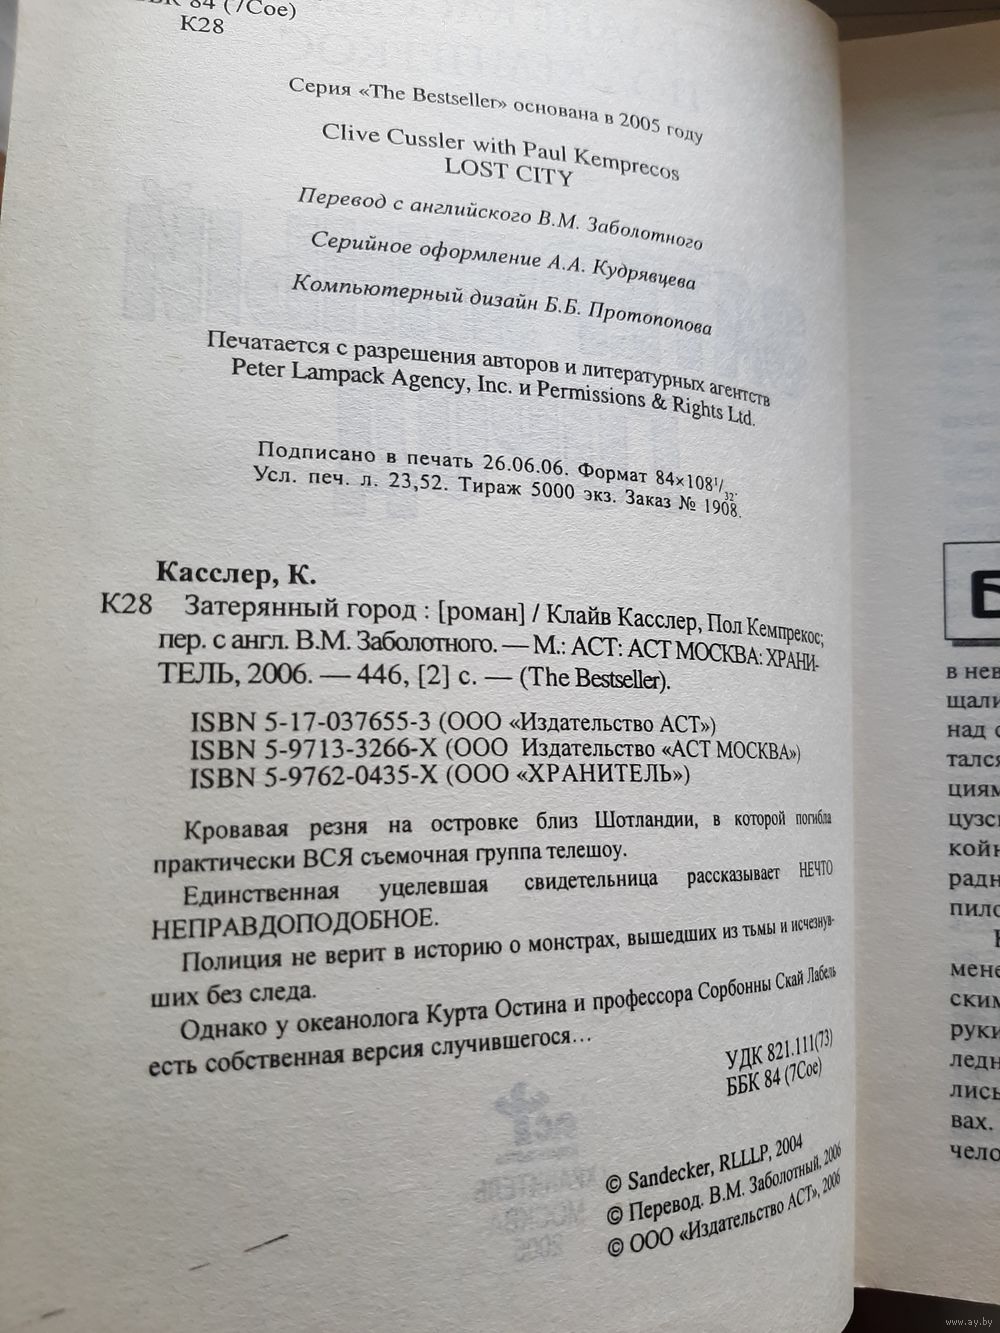 ББК 84 (7Сое)
К28
Серия «The Bestseller» основана в 2005 году
Clive Cussler with Paul Kemprecos
LOST CITY
Перевод с английского В.М. Заболотного
Серийное оформление А.А. Кудрявцева
Компьютерный дизайн Б.Б. Протопопова
Печатается с разрешения авторов и литературных агентств
Peter Lampack Agency, Inc. и Permissions & Rights Ltd.
Подписано в печать 26.06.06. Формат 84×108 1/32.
Усл. печ. л. 23,52. Тираж 5000 экз. Заказ № 1908.
Касслер, К.
К28 Затерянный город : [роман] / Клайв Касслер, Пол Кемпрекос;
пер. с англ. В.М. Заболотного. — М.: АСТ: АСТ МОСКВА: ХРАНИ-
ТЕЛЬ, 2006. — 446, [2] с. — (The Bestseller).
ISBN 5-17-037655-3 (ООО «Издательство АСТ»)
ISBN 5-9713-3266-X (ООО Издательство «АСТ МОСКВА»)
ISBN 5-9762-0435-X (ООО «ХРАНИТЕЛЬ»)
Кровавая резня на островке близ Шотландии, в которой погибла
практически ВСЯ съемочная группа телешоу.
Единственная уцелевшая свидетельница рассказывает НЕЧТО
НЕПРАВДОПОДОБНОЕ.
Полиция не верит в историю о монстрах, вышедших из тьмы и исчезнув-
ших без следа.
Однако у океанолога Курта Остина и профессора Сорбонны Скай Лабель
есть собственная версия случившегося...
УДК 821.111(73)
ББК 84 (7Сое)
© Sandecker, RLLLP, 2004
© Перевод. В.М. Заболотный, 2006
© ООО «Издательство АСТ», 2006
Б
в нев
щали
над с
тался
циям
цузс
койн
радн
пило
мене
ским
руки
ледн
лись
вах.
чело
www.ay.by